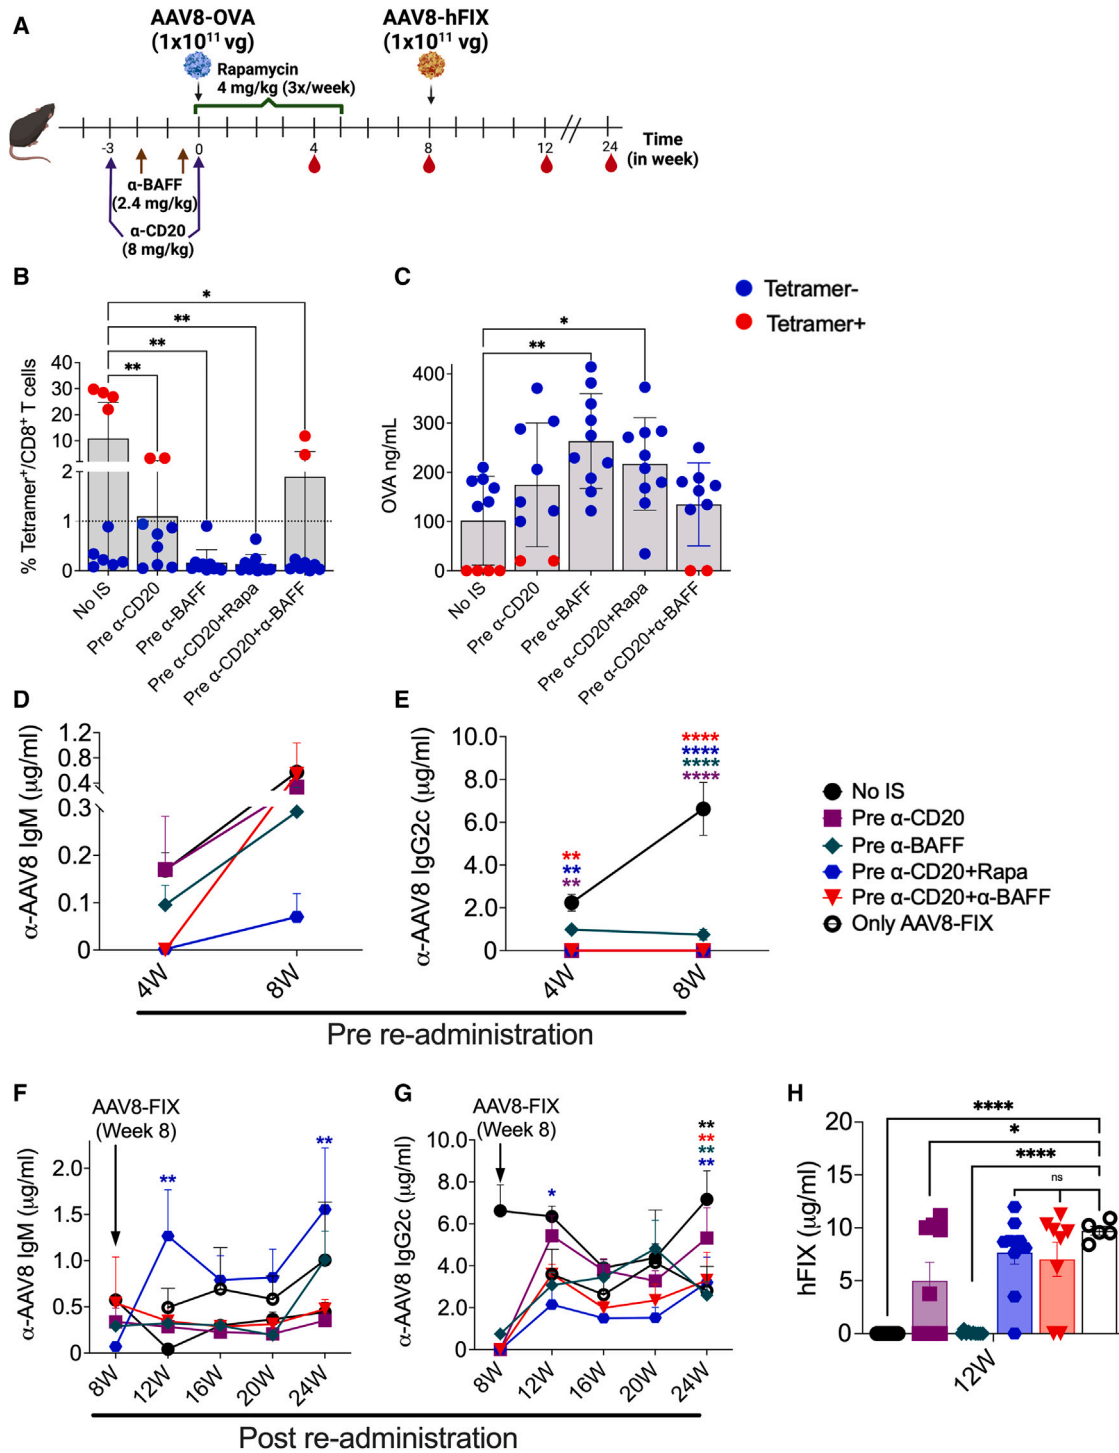 A
AAV8-OVA
(1x10¹¹ vg)
AAV8-hFIX
(1x10¹¹ vg)
Rapamycin
4 mg/kg (3x/week)
-3
0
4
8
12
24
Time
(in week)
α-BAFF
(2.4 mg/kg)
α-CD20
(8 mg/kg)
B
% Tetramer⁺/CD8⁺ T cells
40
30
20
10
2
1
0
*
**
**
**
No IS
Pre α-CD20
Pre α-BAFF
Pre α-CD20+Rapa
Pre α-CD20+α-BAFF
C
OVA ng/mL
400
300
200
100
0
*
**
No IS
Pre α-CD20
Pre α-BAFF
Pre α-CD20+Rapa
Pre α-CD20+α-BAFF
Tetramer-
Tetramer+
D
α-AAV8 IgM (µg/ml)
1.2
0.8
0.4
0.3
0.2
0.1
0
4W
8W
E
α-AAV8 IgG2c (µg/ml)
10.0
8.0
6.0
4.0
2.0
0
**
**
**
****
****
****
****
4W
8W
Pre re-administration
No IS
Pre α-CD20
Pre α-BAFF
Pre α-CD20+Rapa
Pre α-CD20+α-BAFF
Only AAV8-FIX
F
AAV8-FIX
(Week 8)
α-AAV8 IgM (µg/ml)
2.0
1.5
1.0
0.5
0
**
**
8W
12W
16W
20W
24W
G
AAV8-FIX
(Week 8)
α-AAV8 IgG2c (µg/ml)
10.0
8.0
6.0
4.0
2.0
0
*
**
**
**
**
8W
12W
16W
20W
24W
Post re-administration
H
hFIX (µg/ml)
20
15
10
5
0
****
*
****
ns
12W